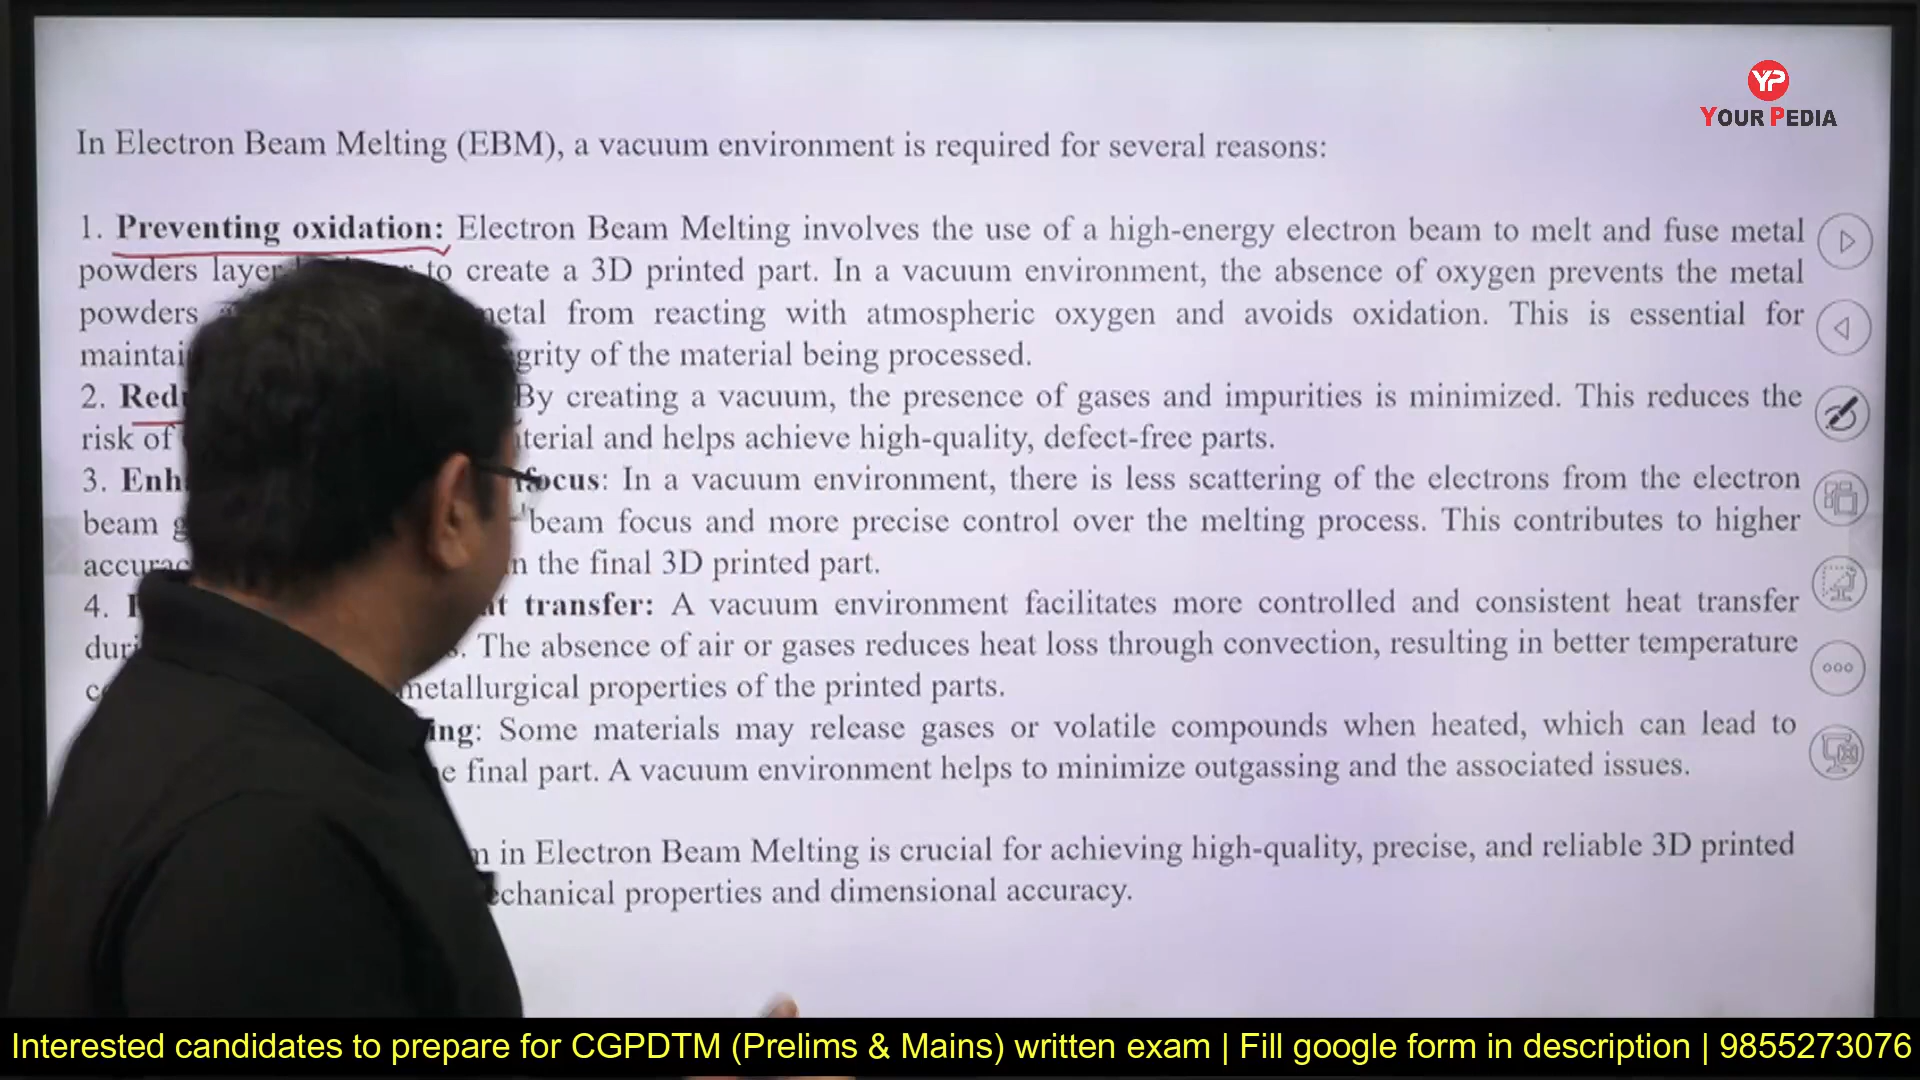 YP
YOUR PEDIA
In Electron Beam Melting (EBM), a vacuum environment is required for several reasons:
1. Preventing oxidation: Electron Beam Melting involves the use of a high-energy electron beam to melt and fuse metal
powders layer to create a 3D printed part. In a vacuum environment, the absence of oxygen prevents the metal
powders metal from reacting with atmospheric oxygen and avoids oxidation. This is essential for
grity of the material being processed.
2. By creating a vacuum, the presence of gases and impurities is minimized. This reduces the
risk of terial and helps achieve high-quality, defect-free parts.
3. Enh focus: In a vacuum environment, there is less scattering of the electrons from the electron
beam beam focus and more precise control over the melting process. This contributes to higher
in the final 3D printed part.
4. transfer: A vacuum environment facilitates more controlled and consistent heat transfer
The absence of air or gases reduces heat loss through convection, resulting in better temperature
metallurgical properties of the printed parts.
ing: Some materials may release gases or volatile compounds when heated, which can lead to
final part. A vacuum environment helps to minimize outgassing and the associated issues.
in Electron Beam Melting is crucial for achieving high-quality, precise, and reliable 3D printed
echanical properties and dimensional accuracy.
Interested candidates to prepare for CGPDTM (Prelims & Mains) written exam | Fill google form in description | 9855273076